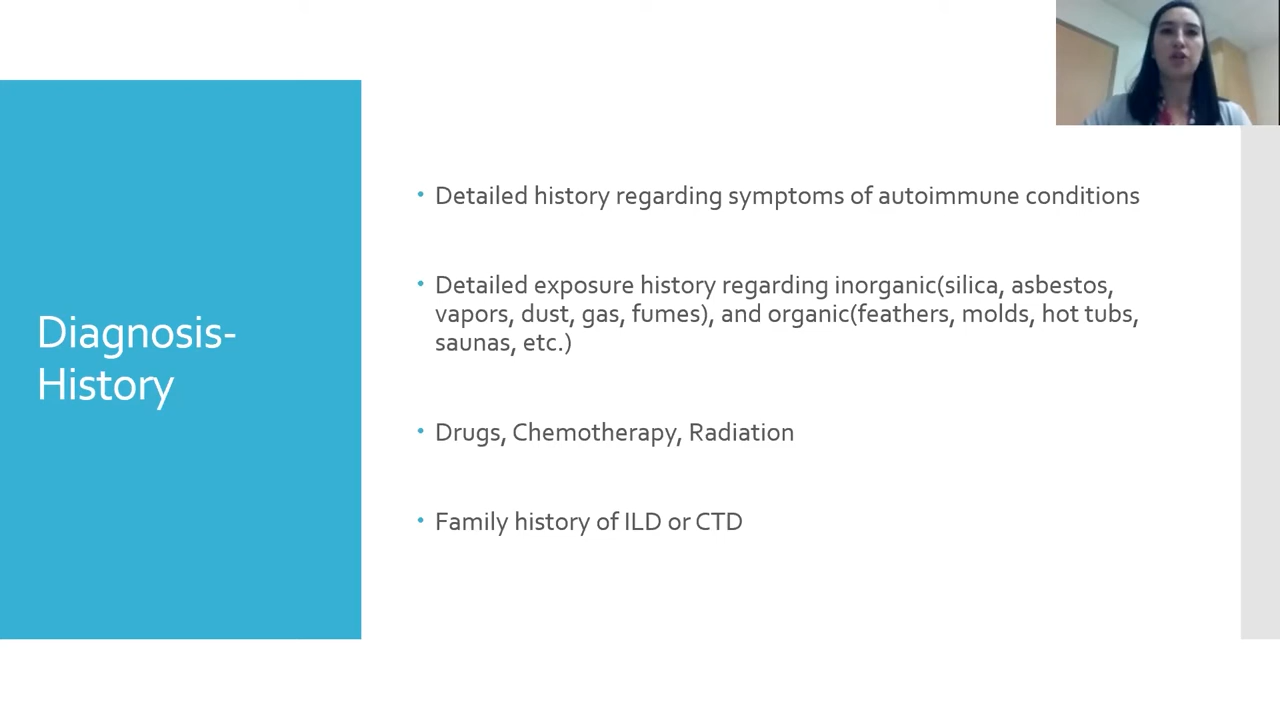 Diagnosis-
History
• Detailed history regarding symptoms of autoimmune conditions
• Detailed exposure history regarding inorganic(silica, asbestos,
vapors, dust, gas, fumes), and organic(feathers, molds, hot tubs,
saunas, etc.)
• Drugs, Chemotherapy, Radiation
• Family history of ILD or CTD